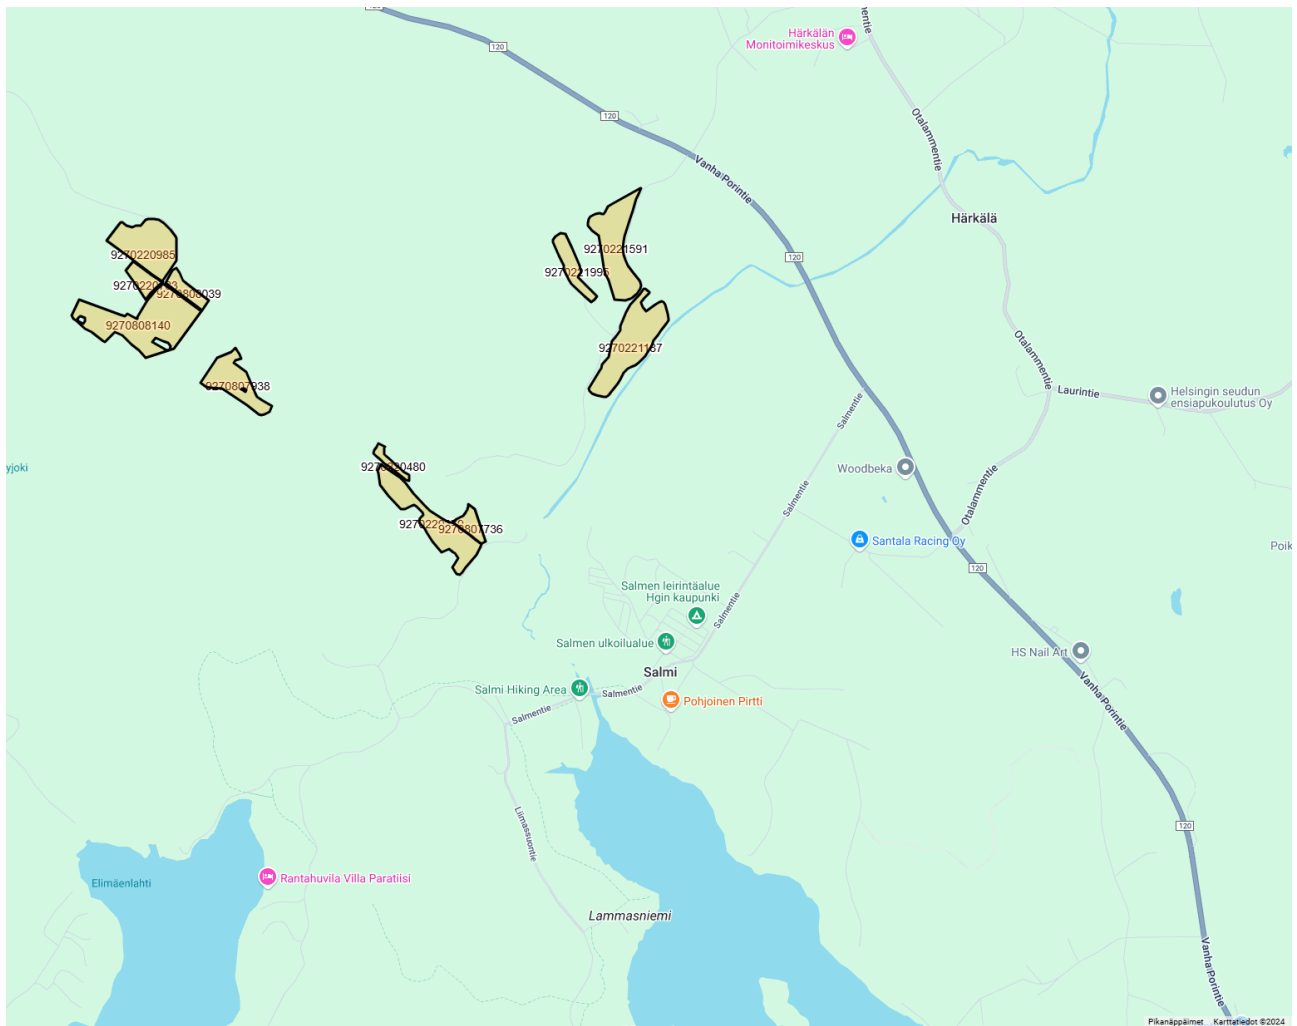 120
Härkälän
Monitoimikeskus
120
Otalammentie
120
Vanha Porintie
Härkälä
9270220985
9270221591
9270221995
120
9270808039
9270808140
9270221187
Otalammentie
9270807938
Laurintie
Helsingin seudun
ensiapukoulutus Oy
Salmentie
yjoki
9270220480
Woodbeka
Salmentie
Otalammentie
9270807736
Santala Racing Oy
Poik
120
Salmen leirintäalue
Hgin kaupunki
Salmentie
Salmen ulkoilualue
HS Nail Art
Salmi
Salmi Hiking Area
Salmentie
Salmentie
Pohjoinen Pirtti
Vanha Porintie
Liimassuontie
120
Elimäenlahti
Rantahuvila Villa Paratiisi
Lammasniemi
Vanha Porintie
Pikanäppäimet
Karttatiedot ©2024